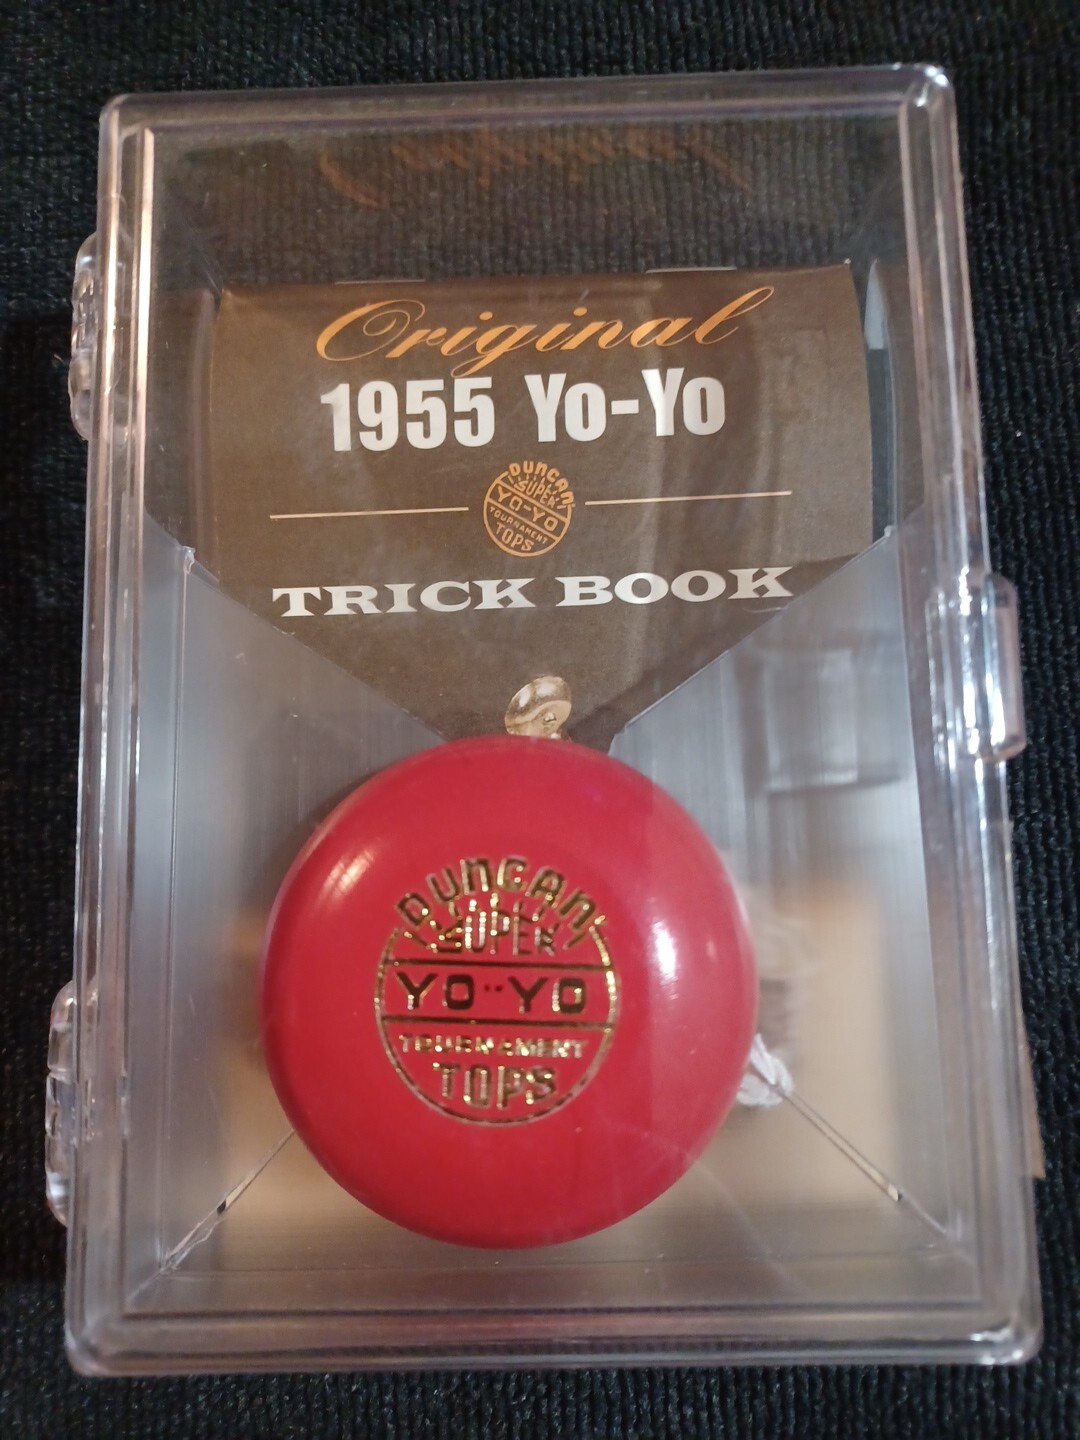 Original
1955 Yo-Yo
DUNCAN
SUPER
YO-YO
TOURNAMENT
TOPS
TRICK BOOK
DUNCAN
SUPER
YO-YO
TOURNAMENT
TOPS